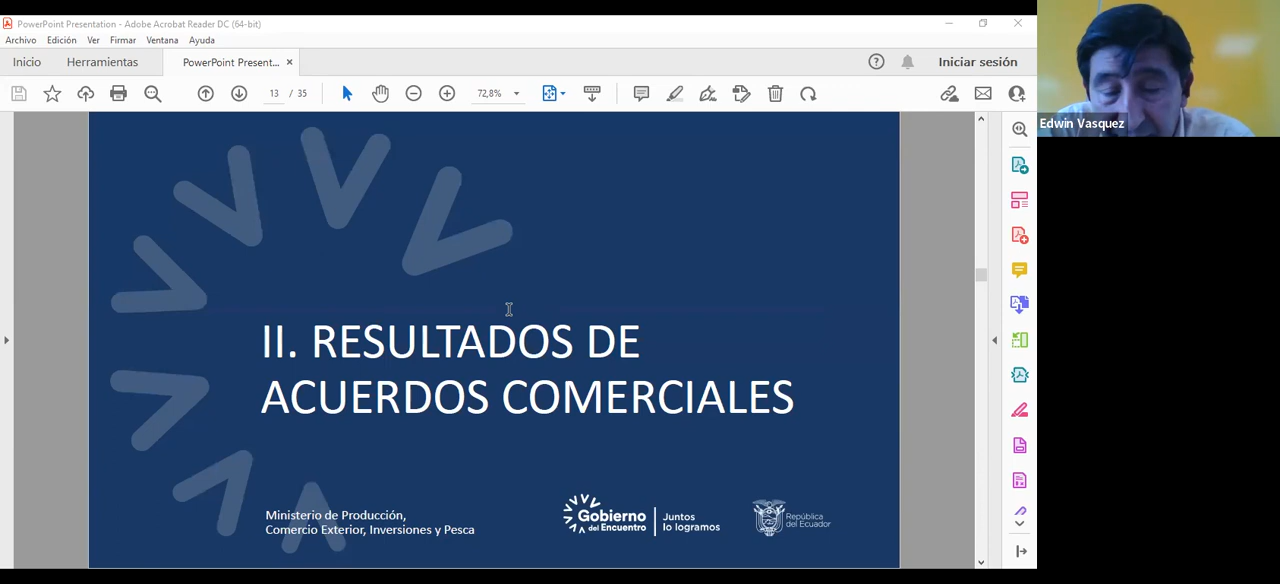 PowerPoint Presentation - Adobe Acrobat Reader DC (64-bit)
Archivo Edición Ver Firmar Ventana Ayuda
Inicio Herramientas PowerPoint Present... × Iniciar sesión
13 / 35 72,8%
Edwin Vasquez
II. RESULTADOS DE
ACUERDOS COMERCIALES
Ministerio de Producción,
Comercio Exterior, Inversiones y Pesca
Gobierno
del Encuentro
Juntos
lo logramos
República
del Ecuador